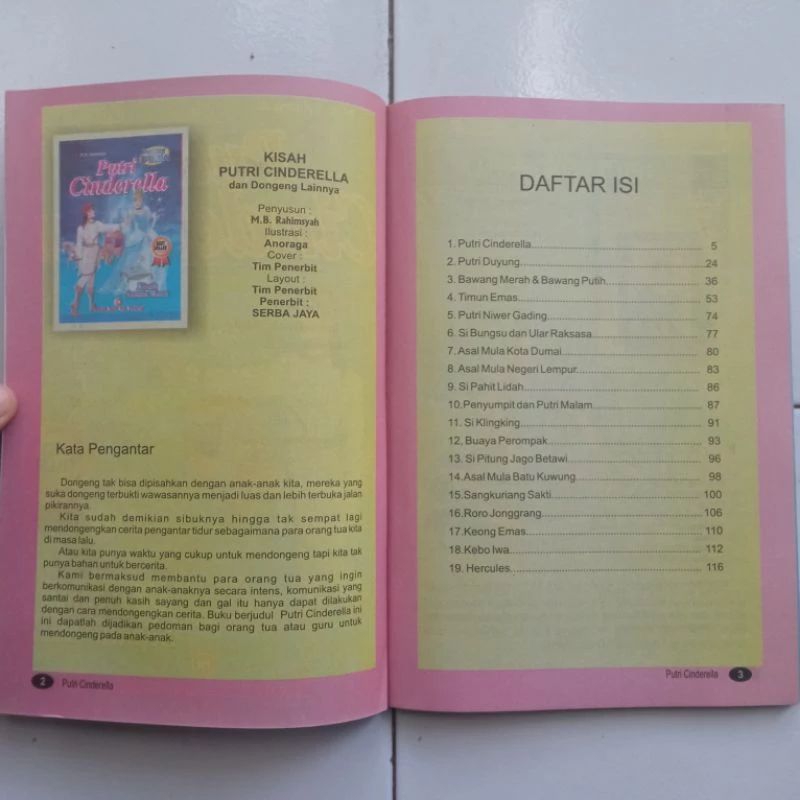 Putri
Cinderella
KISAH
PUTRI CINDERELLA
dan Dongeng Lainnya
Penyusun :
M.B. Rahimsyah
Ilustrasi :
Anoraga
Cover :
Tim Penerbit
Layout :
Tim Penerbit
Penerbit :
SERBA JAYA
Kata Pengantar
Dongeng tak bisa dipisahkan dengan anak-anak kita, mereka yang
suka dongeng terbukti wawasannya menjadi luas dan lebih terbuka jalan
pikirannya.
Kita sudah demikian sibuknya hingga tak sempat lagi
mendongengkan cerita pengantar tidur sebagaimana para orang tua kita
di masa lalu.
Atau kita punya waktu yang cukup untuk mendongeng tapi kita tak
punya bahan untuk bercerita.
Kami bermaksud membantu para orang tua yang ingin
berkomunikasi dengan anak-anaknya secara intens, komunikasi yang
santai dan penuh kasih sayang dan gal itu hanya dapat dilakukan
dengan cara mendongengkan cerita. Buku berjudul Putri Cinderella ini
ini dapatlah dijadikan pedoman bagi orang tua atau guru untuk
mendongeng pada anak-anak.
2 Putri Cinderella
DAFTAR ISI
1. Putri Cinderella 5
2. Putri Duyung 24
3. Bawang Merah & Bawang Putih 36
4. Timun Emas 53
5. Putri Niwer Gading 74
6. Si Bungsu dan Ular Raksasa 77
7. Asal Mula Kota Dumai 80
8. Asal Mula Negeri Lempur 83
9. Si Pahit Lidah 86
10.Penyumpit dan Putri Malam 87
11. Si Klingking 91
12, Buaya Perompak 93
13. Si Pitung Jago Betawi 96
14.Asal Mula Batu Kuwung 98
15.Sangkuriang Sakti 100
16.Roro Jonggrang 106
17.Keong Emas 110
18.Kebo Iwa 112
19. Hercules 116
Putri Cinderella 3